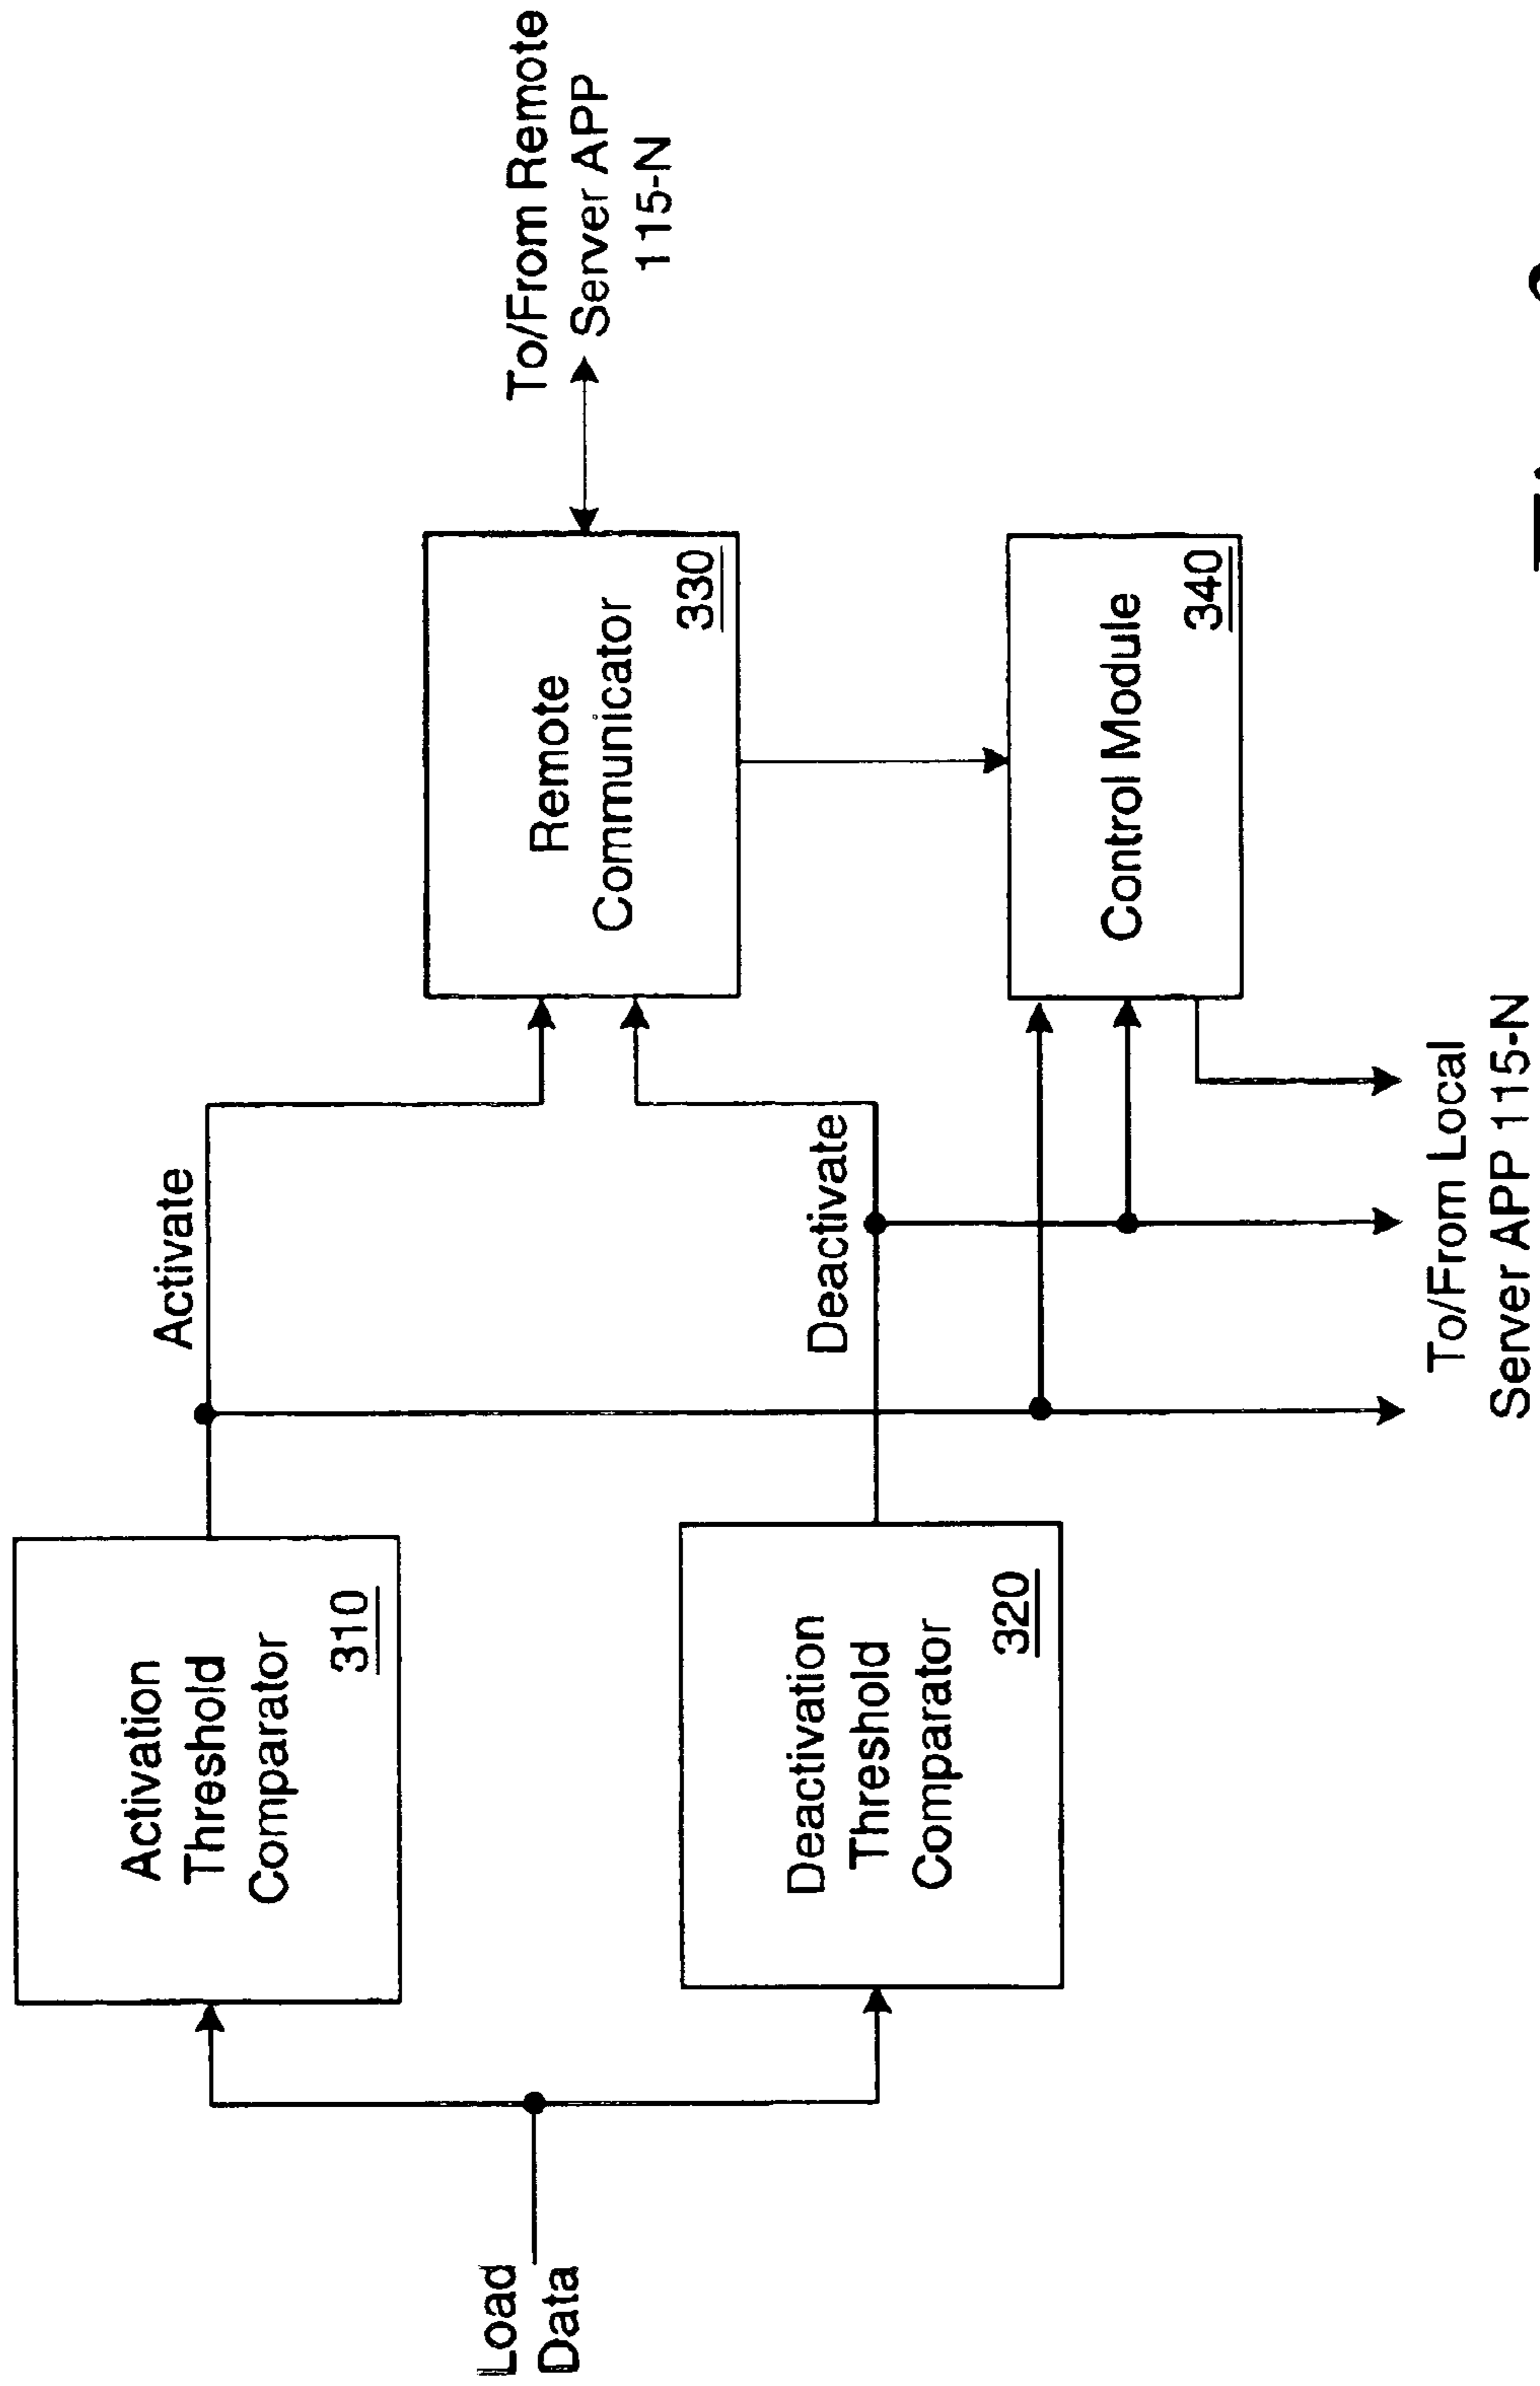 Load
Data
Activation
Threshold
Comparator
310
Deactivation
Threshold
Comparator
320
Activate
Deactivate
Remote
Communicator
330
Control Module
340
To/From Remote
Server APP
115-N
To/From Local
Server APP 115-N